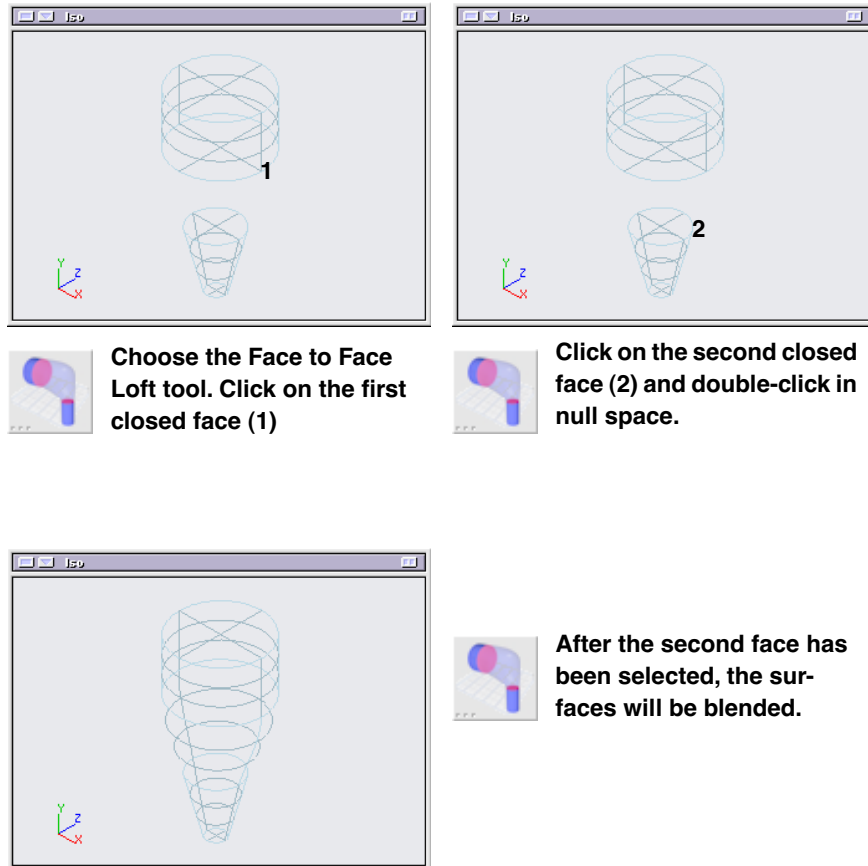 Iso
Iso
1
2
Y
Z
X
Y
Z
X
Choose the Face to Face
Loft tool. Click on the first
closed face (1)
Click on the second closed
face (2) and double-click in
null space.
Iso
Y
Z
X
After the second face has
been selected, the sur-
faces will be blended.